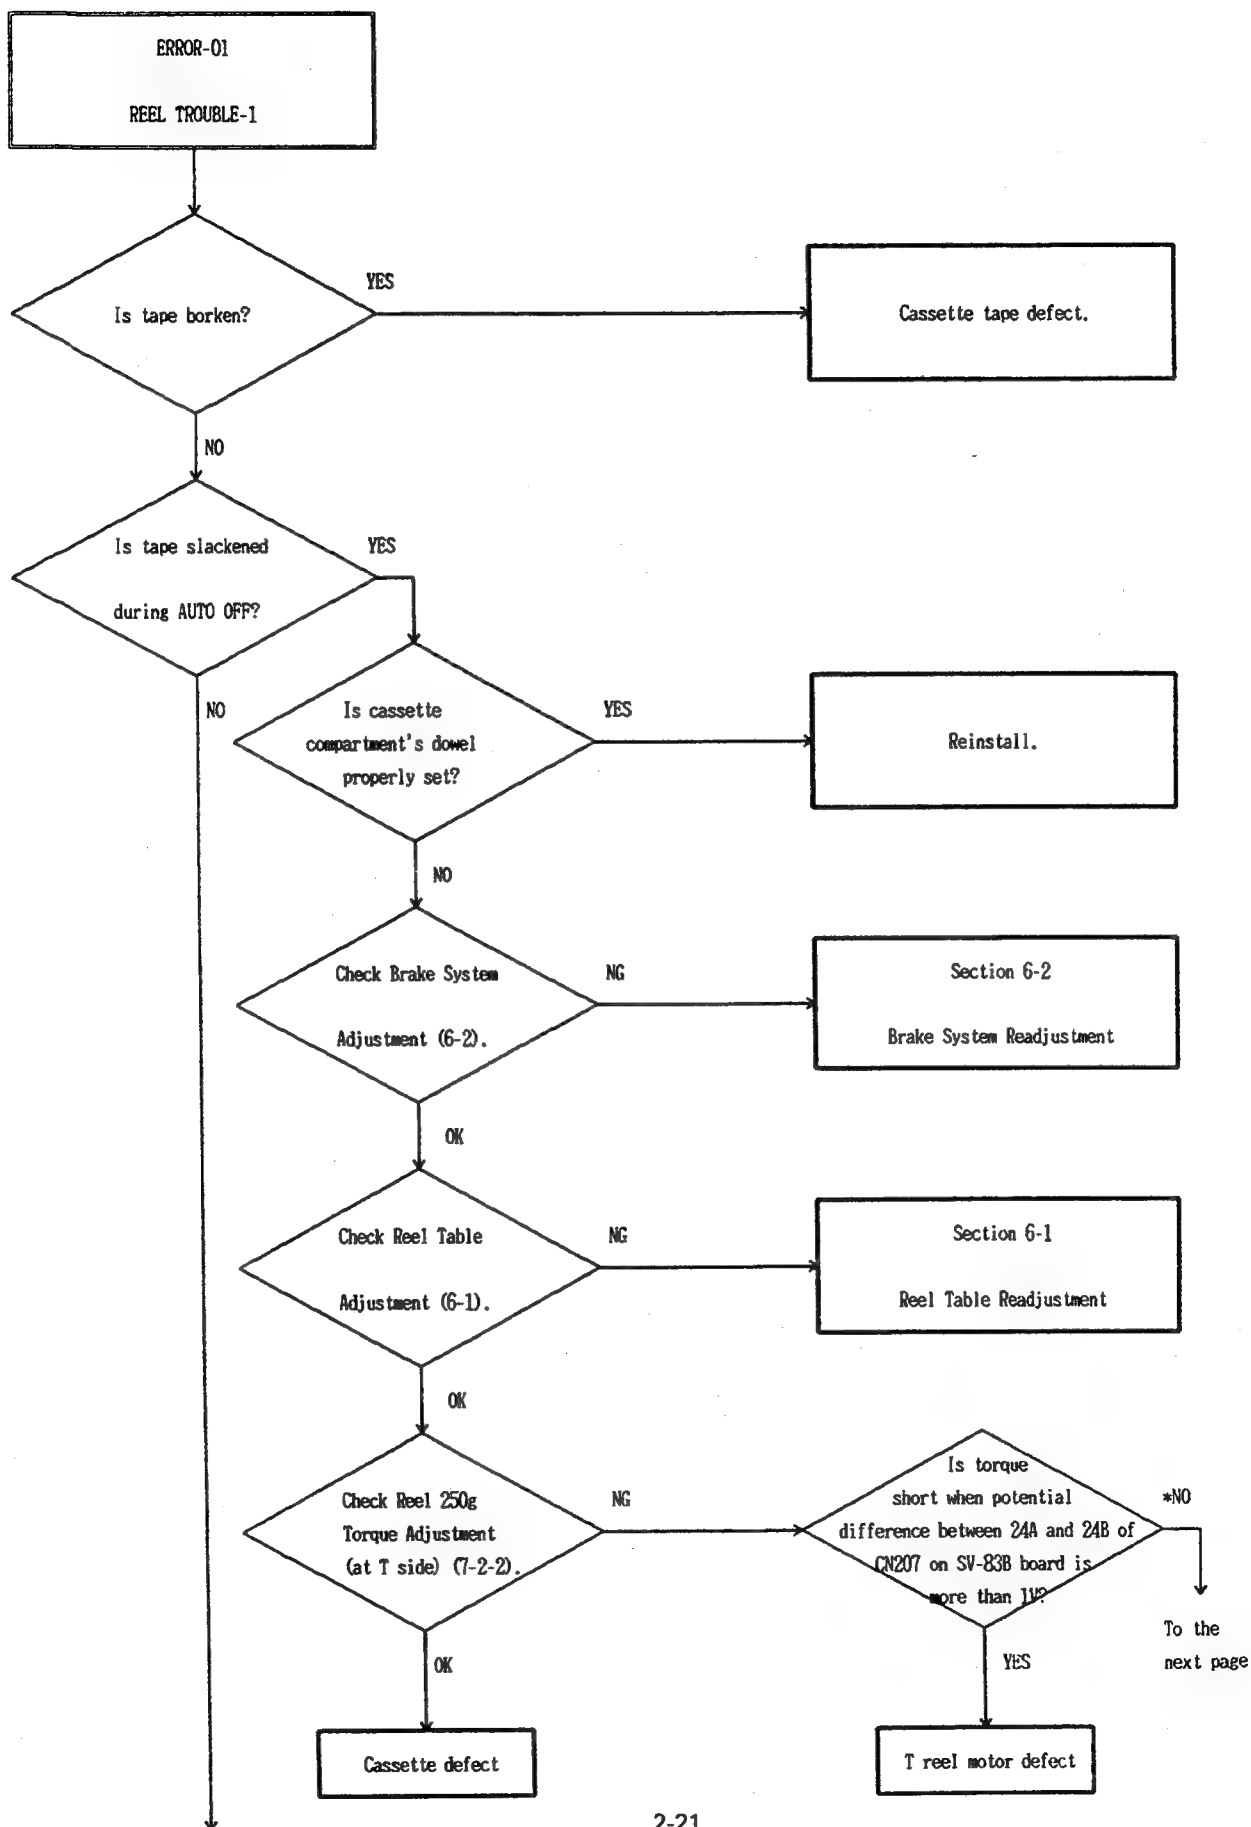 ERROR-01
REEL TROUBLE-1
Is tape borken?
YES
Cassette tape defect.
NO
Is tape slackened
during AUTO OFF?
YES
NO
Is cassette
compartment's dowel
properly set?
YES
Reinstall.
NO
Check Brake System
Adjustment (6-2).
NG
Section 6-2
Brake System Readjustment
OK
Check Reel Table
Adjustment (6-1).
NG
Section 6-1
Reel Table Readjustment
OK
Check Reel 250g
Torque Adjustment
(at T side) (7-2-2).
NG
Is torque
short when potential
difference between 24A and 24B of
CN207 on SV-83B board is
more than 1V?
*NO
To the
next page
OK
YES
Cassette defect
T reel motor defect
2-21